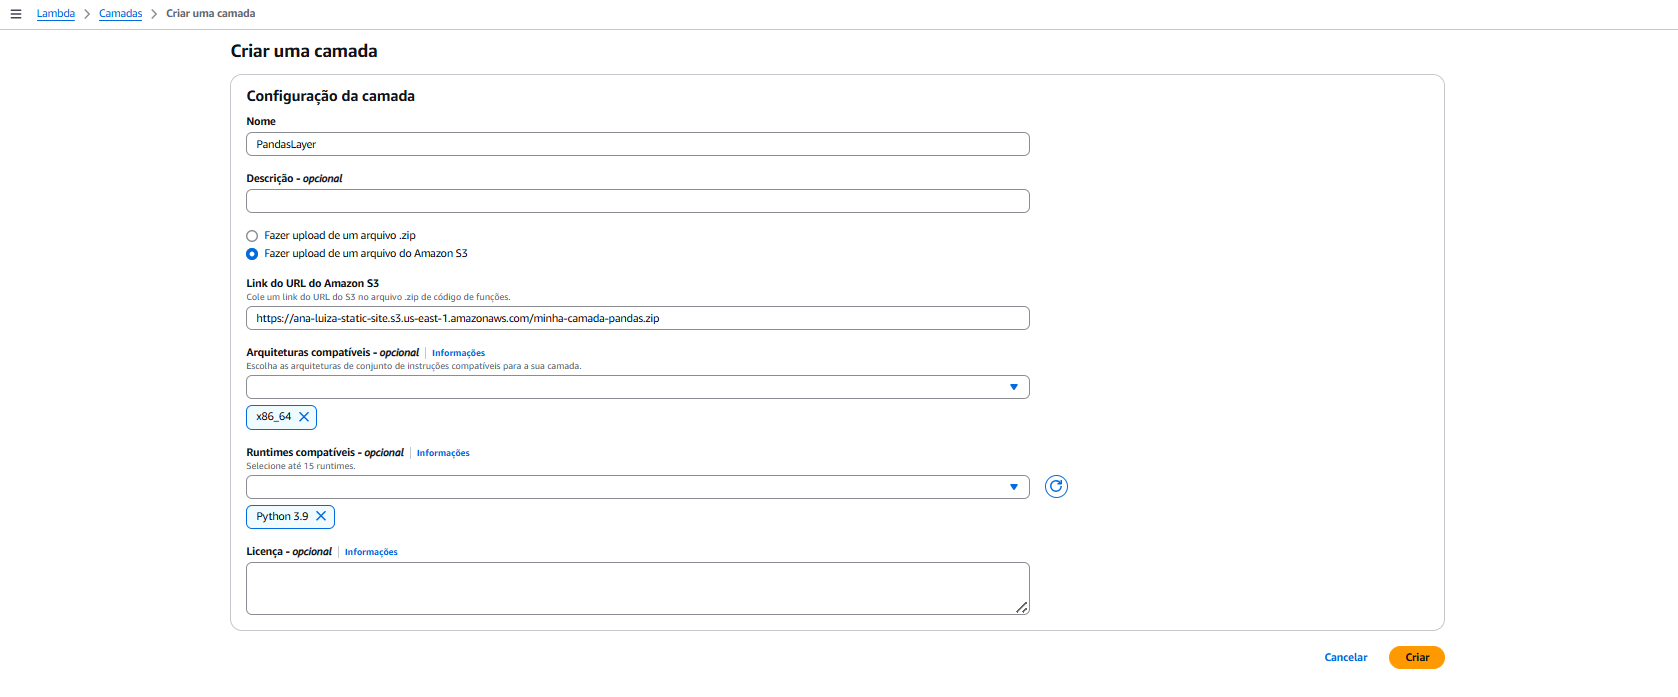 Lambda > Camadas > Criar uma camada
Criar uma camada
Configuração da camada
Nome
PandasLayer
Descrição - opcional
Fazer upload de um arquivo .zip
Fazer upload de um arquivo do Amazon S3
Link do URL do Amazon S3
Cole um link do URL do S3 no arquivo .zip de código de funções.
https://ana-luiza-static-site.s3.us-east-1.amazonaws.com/minha-camada-pandas.zip
Arquiteturas compatíveis - opcional | Informações
Escolha as arquiteturas de conjunto de instruções compatíveis para a sua camada.
x86_64
Runtimes compatíveis - opcional | Informações
Selecione até 15 runtimes.
Python 3.9
Licença - opcional | Informações
Cancelar Criar